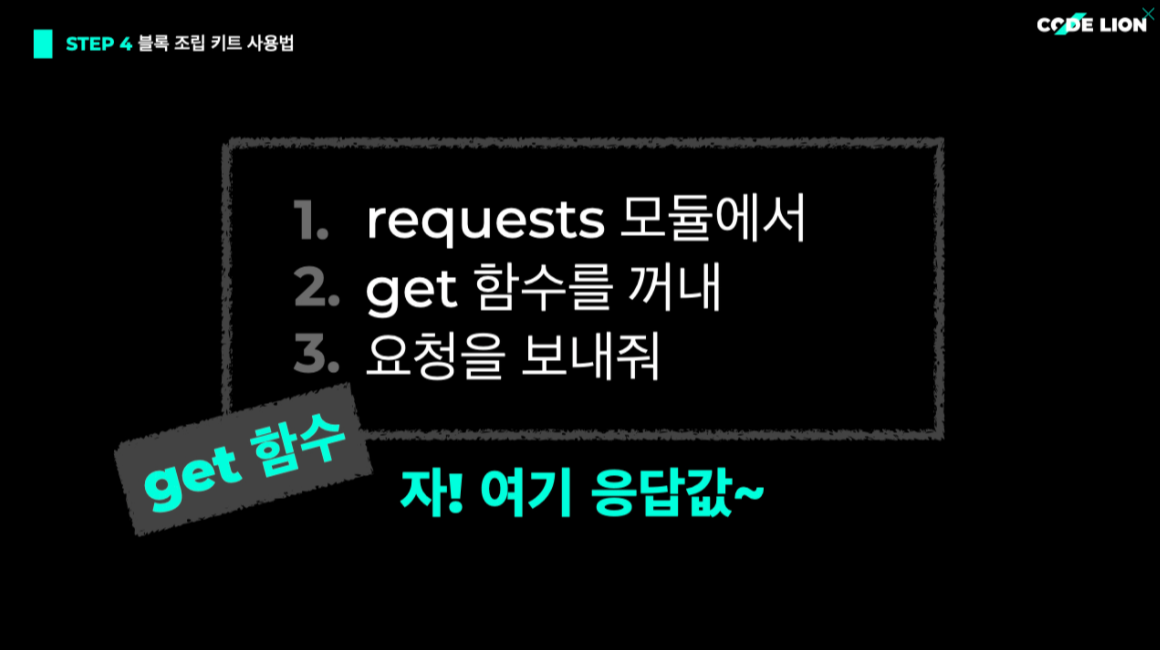 STEP 4 블록 조립 키트 사용법
CODE LION
1. requests 모듈에서
2. get 함수를 꺼내
3. 요청을 보내줘
get 함수
자! 여기 응답값~